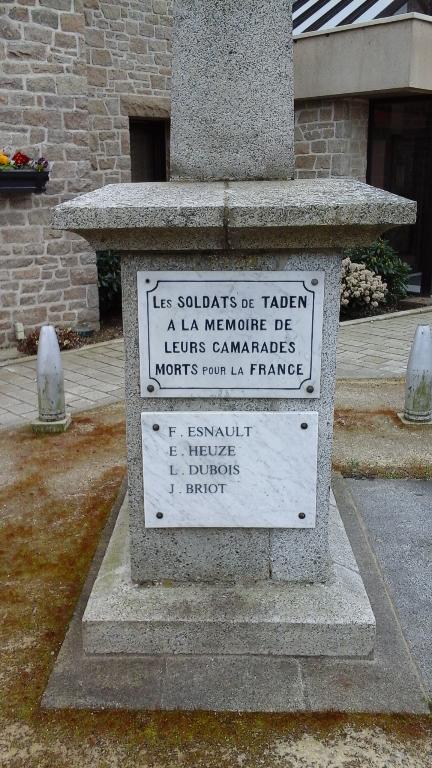 LES SOLDATS DE TADEN
A LA MEMOIRE DE
LEURS CAMARADES
MORTS POUR LA FRANCE
F. ESNAULT
E. HEUZE
L. DUBOIS
J. BRIOT